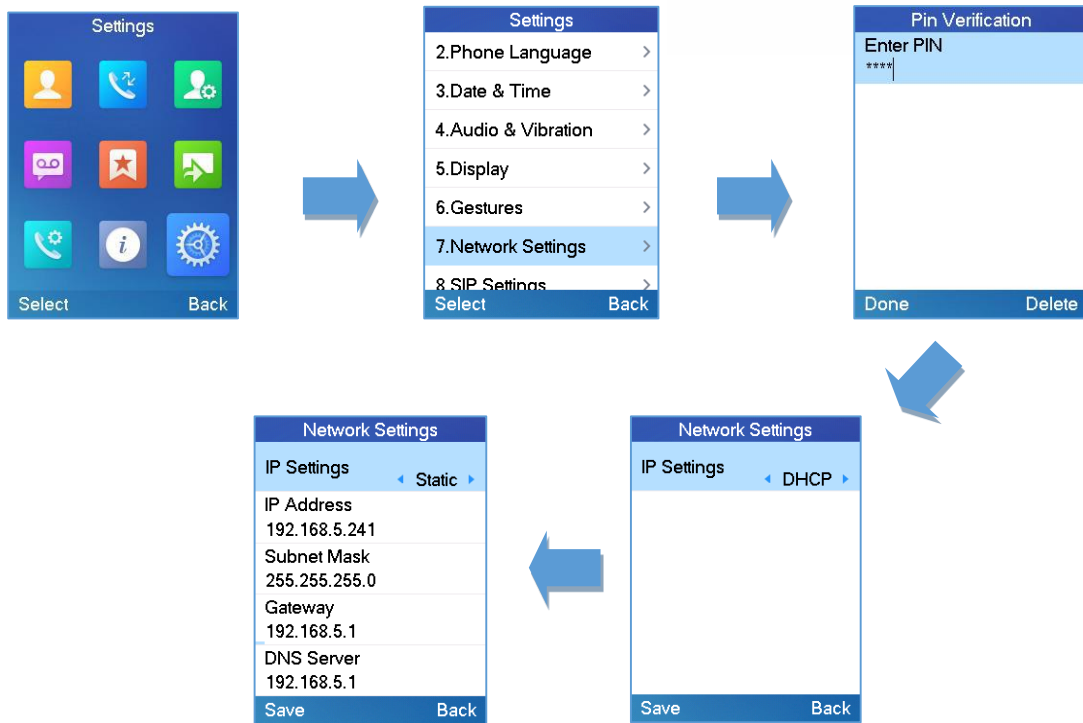 Settings
Select Back
Settings
2.Phone Language
3.Date & Time
4.Audio & Vibration
5.Display
6.Gestures
7.Network Settings
8 SIP Settings
Select Back
Pin Verification
Enter PIN
****
Done Delete
Network Settings
IP Settings
Static
IP Address
192.168.5.241
Subnet Mask
255.255.255.0
Gateway
192.168.5.1
DNS Server
192.168.5.1
Save Back
Network Settings
IP Settings
DHCP
Save Back